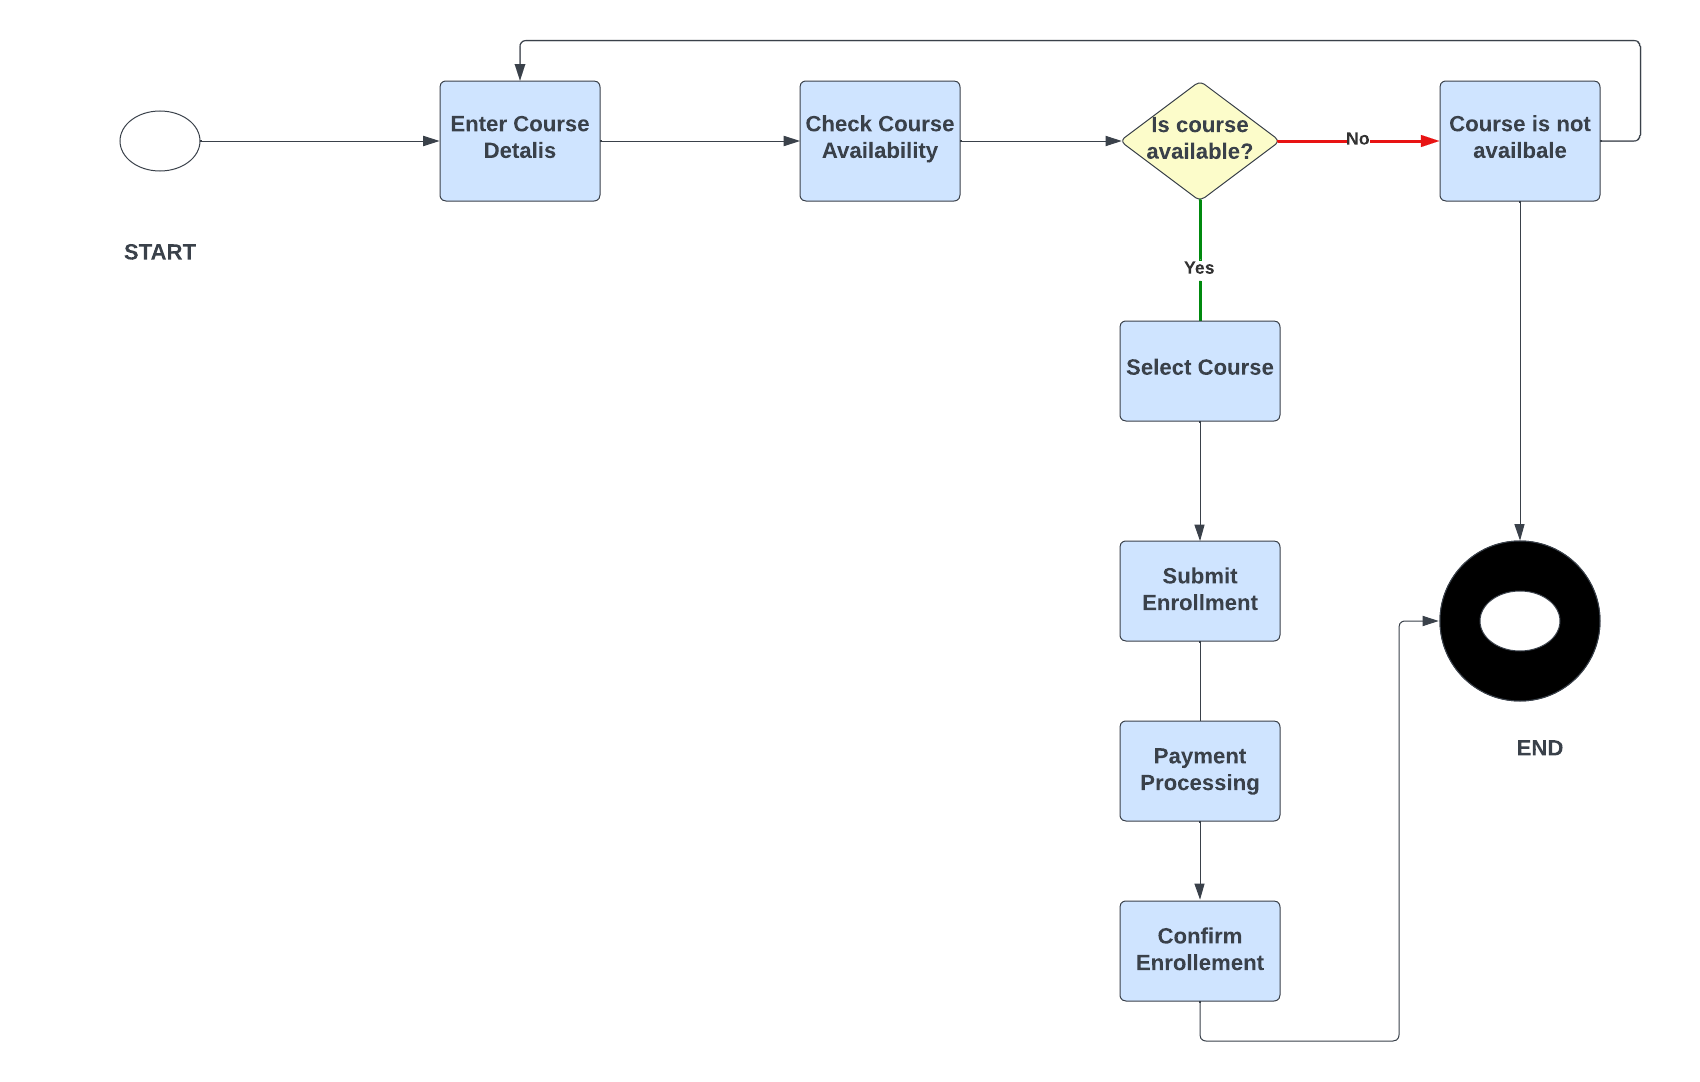 Enter Course
Detalis
Check Course
Availability
Is course
available?
No
Course is not
availbale
START
Yes
Select Course
Submit
Enrollment
Payment
Processing
END
Confirm
Enrollement